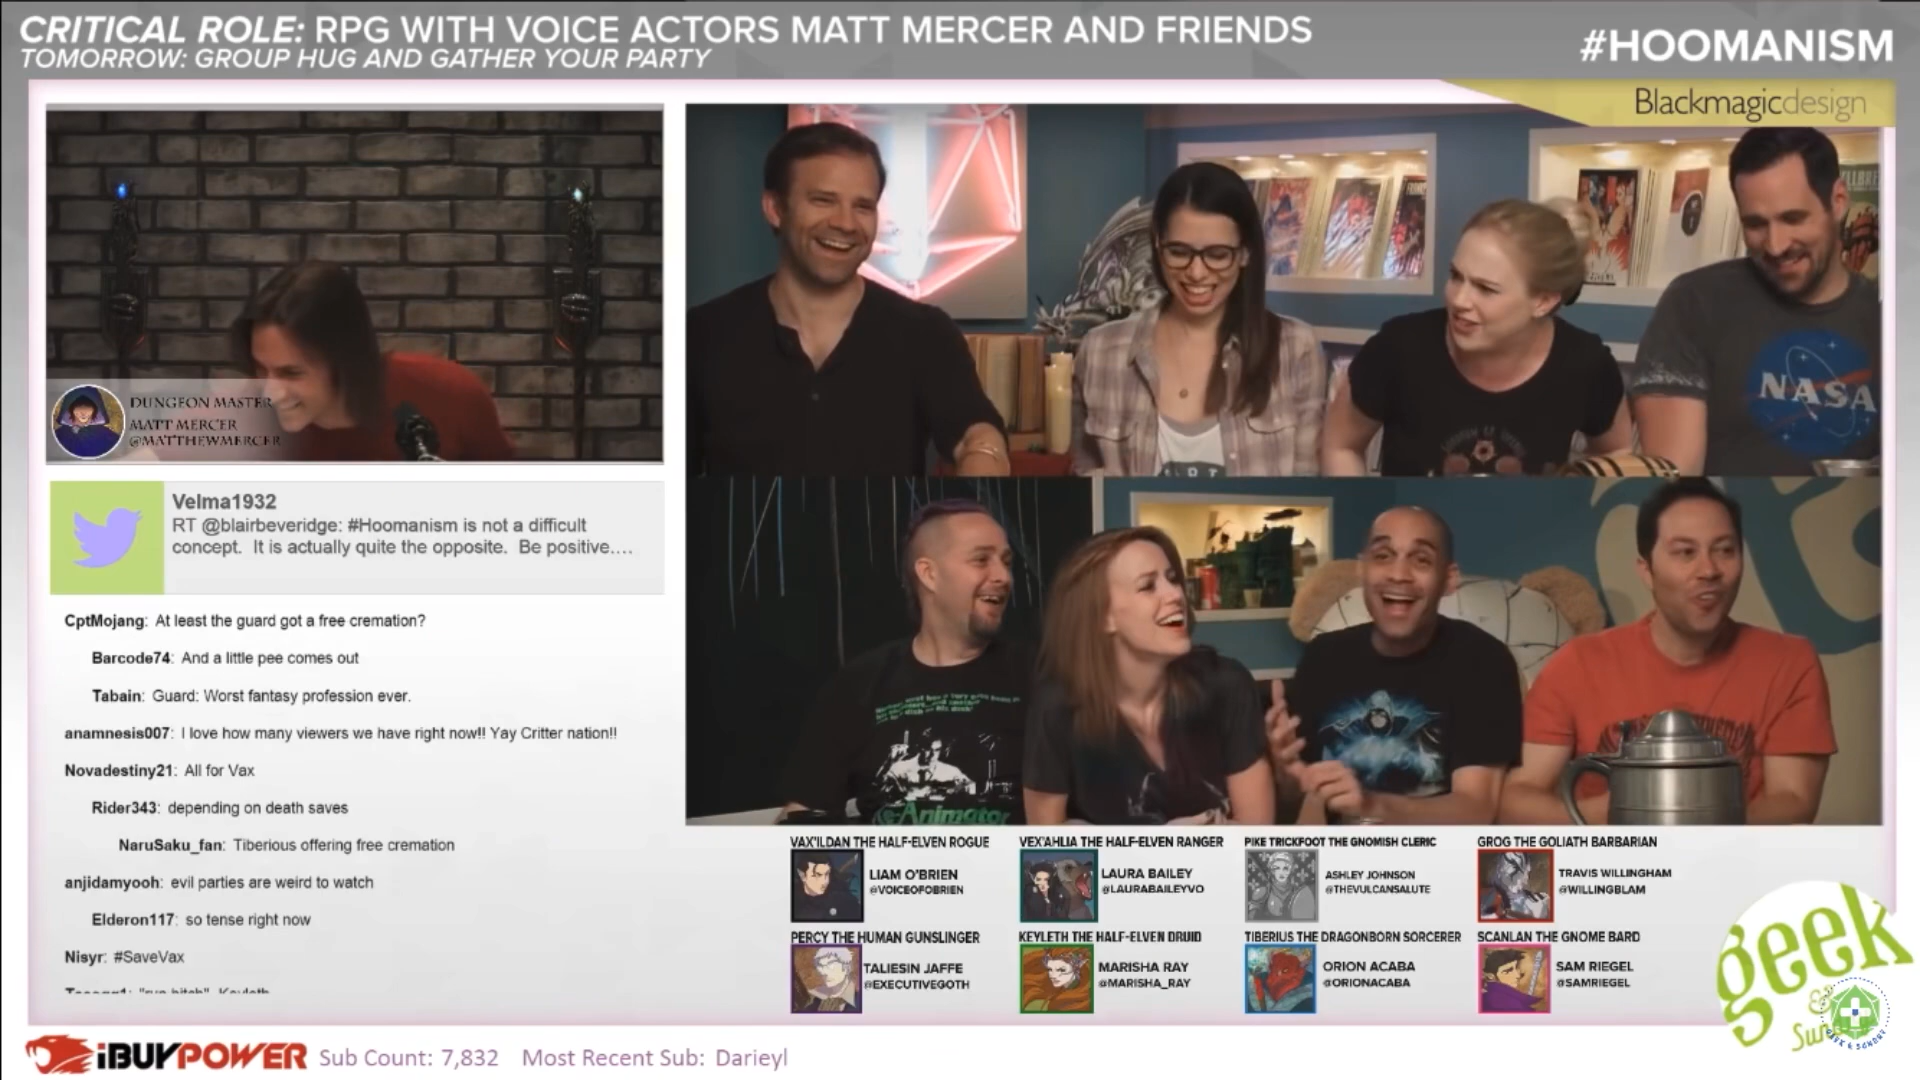 CRITICAL ROLE: RPG WITH VOICE ACTORS MATT MERCER AND FRIENDS
TOMORROW: GROUP HUG AND GATHER YOUR PARTY
#HOOMANISM
Blackmagicdesign
DUNGEON MASTER
MATT MERCER
@MATTHEWMERCER
NASA
Velma1932
RT @blairbeveridge: #Hoomanism is not a difficult
concept. It is actually quite the opposite. Be positive....
CptMojang: At least the guard got a free cremation?
Barcode74: And a little pee comes out
Tabain: Guard: Worst fantasy profession ever.
anamnesis007: I love how many viewers we have right now!! Yay Critter nation!!
Novadestiny21: All for Vax
Rider343: depending on death saves
NaruSaku_fan: Tiberious offering free cremation
anjidamyooh: evil parties are weird to watch
Elderon117: so tense right now
Nisyr: #SaveVax
e-Animator
VAX'ILDAN THE HALF-ELVEN ROGUE
LIAM O'BRIEN
@VOICEOFOBRIEN
VEX'AHLIA THE HALF-ELVEN RANGER
LAURA BAILEY
@LAURABAILEYVO
PIKE TRICKFOOT THE GNOMISH CLERIC
ASHLEY JOHNSON
@THEVULCANSALUTE
GROG THE GOLIATH BARBARIAN
TRAVIS WILLINGHAM
@WILLINGBLAM
PERCY THE HUMAN GUNSLINGER
TALIESIN JAFFE
@EXECUTIVEGOTH
KEYLETH THE HALF-ELVEN DRUID
MARISHA RAY
@MARISHA_RAY
TIBERIUS THE DRAGONBORN SORCERER
ORION ACABA
@ORIONACABA
SCANLAN THE GNOME BARD
SAM RIEGEL
@SAMRIEGEL
geek
&
Sun
iBUYPOWER
Sub Count: 7,832 Most Recent Sub: Darieyl